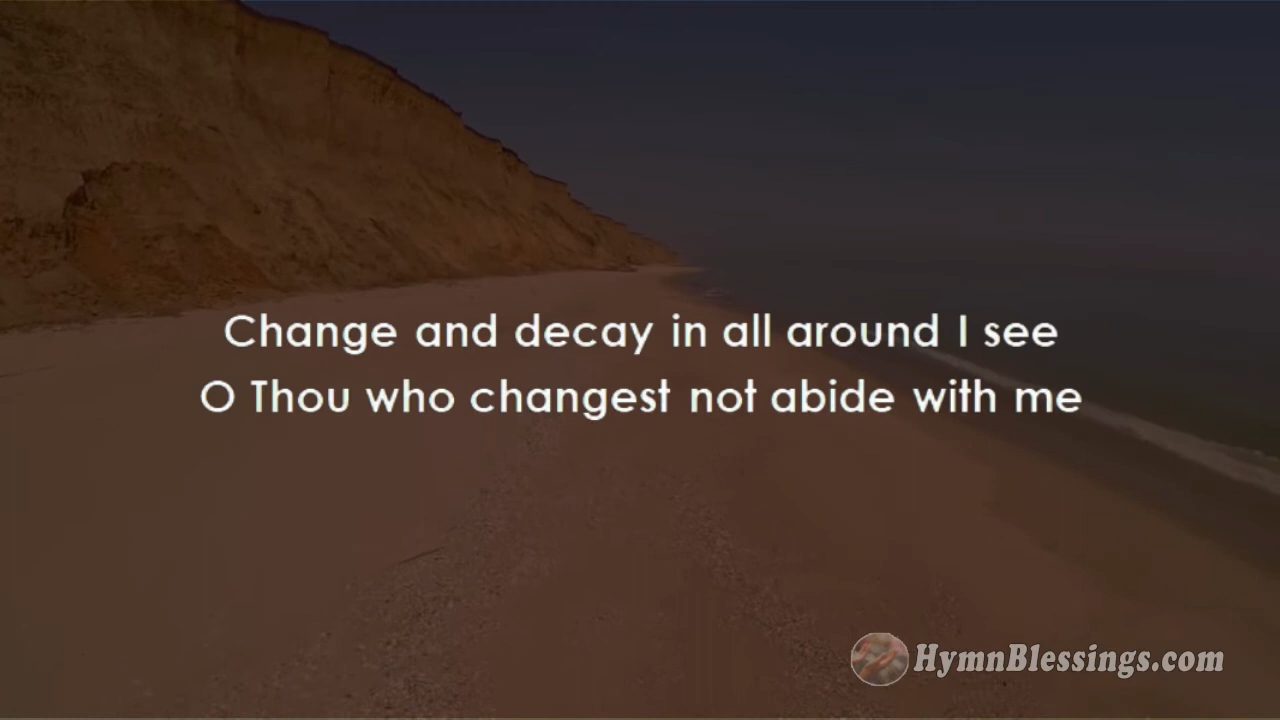 Change and decay in all around I see
O Thou who changest not abide with me
HymnBlessings.com